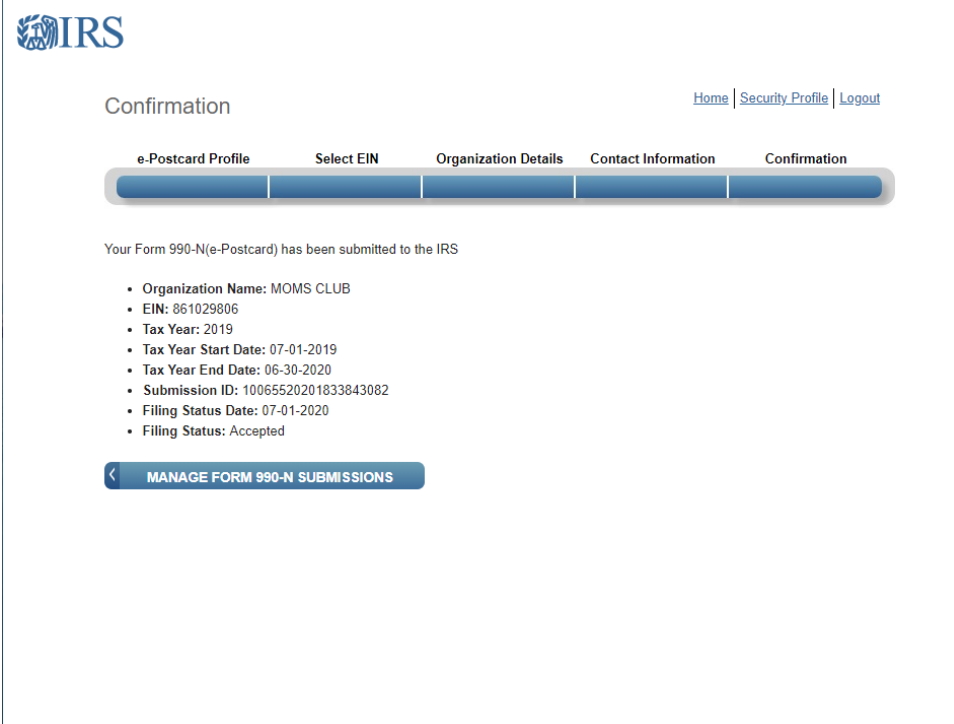 IRS
Confirmation
Home | Security Profile | Logout
e-Postcard Profile Select EIN Organization Details Contact Information Confirmation
Your Form 990-N(e-Postcard) has been submitted to the IRS
• Organization Name: MOMS CLUB
• EIN: 861029806
• Tax Year: 2019
• Tax Year Start Date: 07-01-2019
• Tax Year End Date: 06-30-2020
• Submission ID: 10065520201833843082
• Filing Status Date: 07-01-2020
• Filing Status: Accepted
MANAGE FORM 990-N SUBMISSIONS